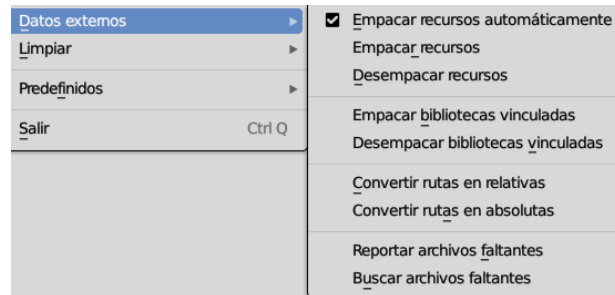 Datos externos
Limpiar
Predefinidos
Salir Ctrl Q
Empacar recursos automáticamente
Empacar recursos
Desempacar recursos
Empacar bibliotecas vinculadas
Desempacar bibliotecas vinculadas
Convertir rutas en relativas
Convertir rutas en absolutas
Reportar archivos faltantes
Buscar archivos faltantes